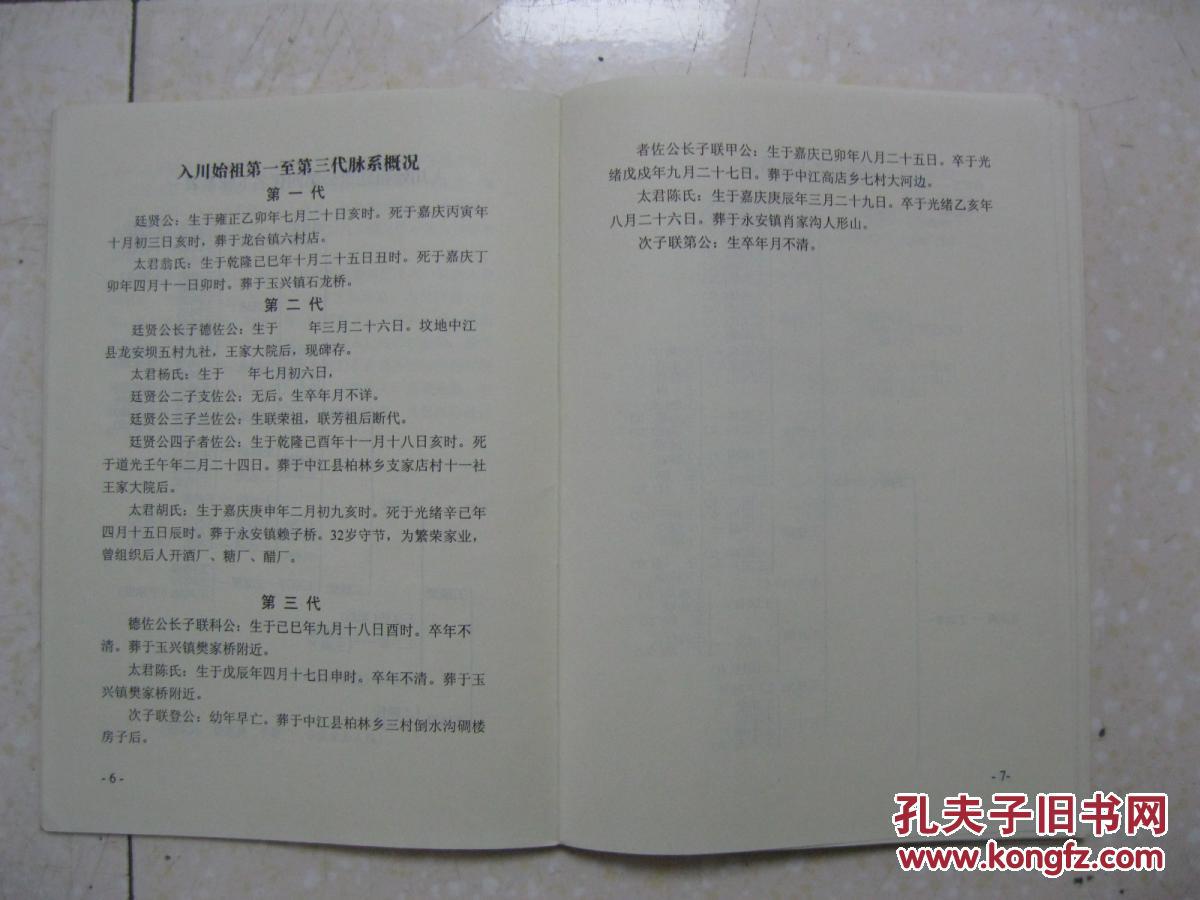 入川始祖第一至第三代脉系概况
第一代
廷贤公：生于雍正乙卯年七月二十日亥时。死于嘉庆丙寅年
十月初三日亥时，葬于龙台镇六村店。
太君翁氏：生于乾隆己巳年十月二十五日丑时。死于嘉庆丁
卯年四月十一日卯时。葬于玉兴镇石龙桥。
第二代
廷贤公长子德佐公：生于 年三月二十六日。坟地中江
县龙安坝五村九社，王家大院后，现碑存。
太君杨氏：生于 年七月初六日，
廷贤公二子支佐公：无后。生卒年月不详。
廷贤公三子兰佐公：生联荣祖，联芳祖后断代。
廷贤公四子者佐公：生于乾隆己酉年十一月十八日亥时。死
于道光壬午年二月二十四日。葬于中江县柏林乡支家店村十一社
王家大院后。
太君胡氏：生于嘉庆庚申年二月初九亥时。死于光绪辛已年
四月十五日辰时。葬于永安镇赖子桥。32岁守节，为繁荣家业，
曾组织后人开酒厂、糖厂、醋厂。
第三代
德佐公长子联科公：生于己巳年九月十八日酉时。卒年不
清。葬于玉兴镇樊家桥附近。
太君陈氏：生于戊辰年四月十七日申时。卒年不清。葬于玉
兴镇樊家桥附近。
次子联登公：幼年早亡。葬于中江县柏林乡三村倒水沟碉楼
房子后。
-6-
者佐公长子联甲公：生于嘉庆已卯年八月二十五日。卒于光
绪戊戌年九月二十七日。葬于中江高店乡七村大河边。
太君陈氏：生于嘉庆庚辰年三月二十九日。卒于光绪乙亥年
八月二十六日。葬于永安镇肖家沟人形山。
次子联第公：生卒年月不清。
-7-
孔夫子旧书网
www.kongfz.com